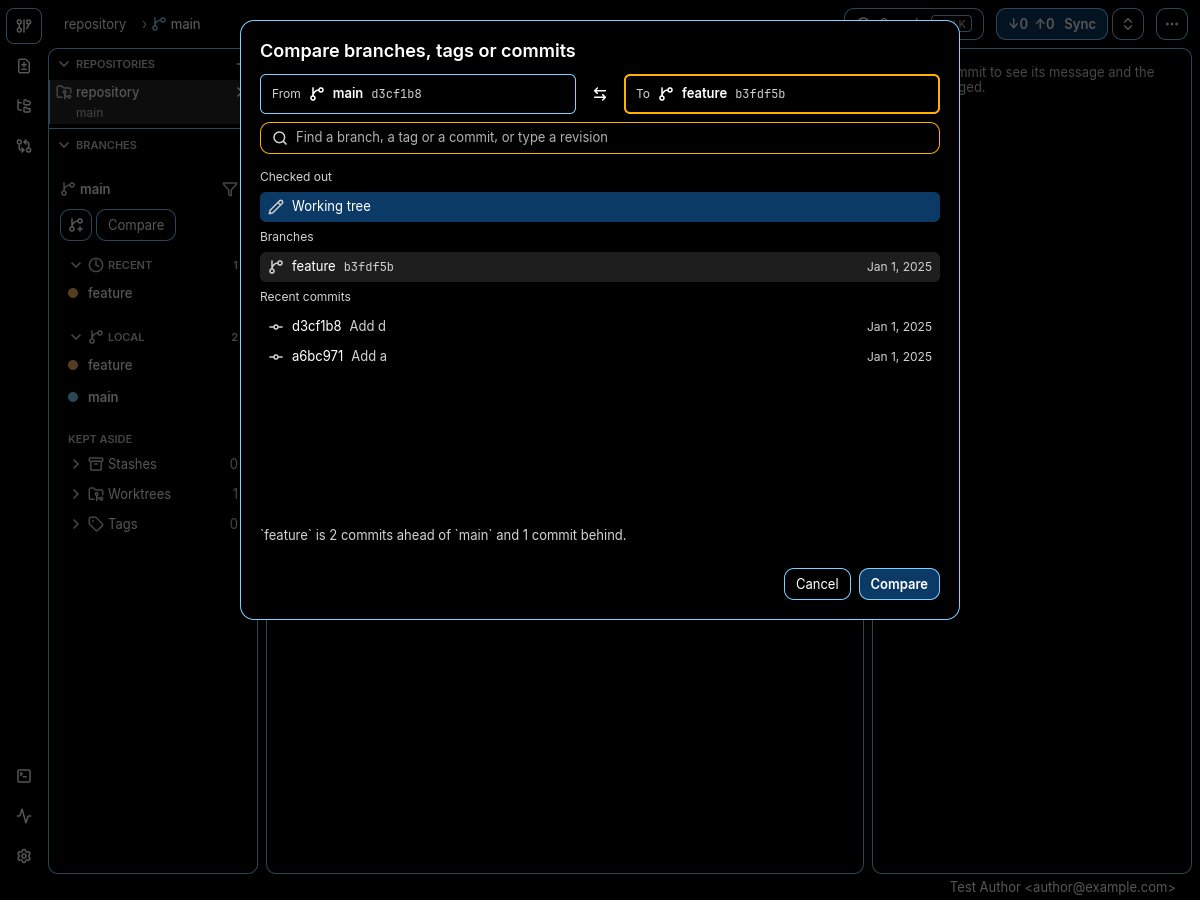 repository › main
Sync
↓0 ↑0 Sync
REPOSITORIES
repository
main
BRANCHES
main
Compare
RECENT 1
feature
LOCAL 2
feature
main
KEPT ASIDE
Stashes 0
Worktrees 1
Tags 0
Compare branches, tags or commits
From main d3cf1b8
To feature b3fdf5b
Find a branch, a tag or a commit, or type a revision
Checked out
Working tree
Branches
feature b3fdf5b Jan 1, 2025
Recent commits
d3cf1b8 Add d Jan 1, 2025
a6bc971 Add a Jan 1, 2025
`feature` is 2 commits ahead of `main` and 1 commit behind.
Cancel
Compare
to see its message and the
Test Author <author@example.com>